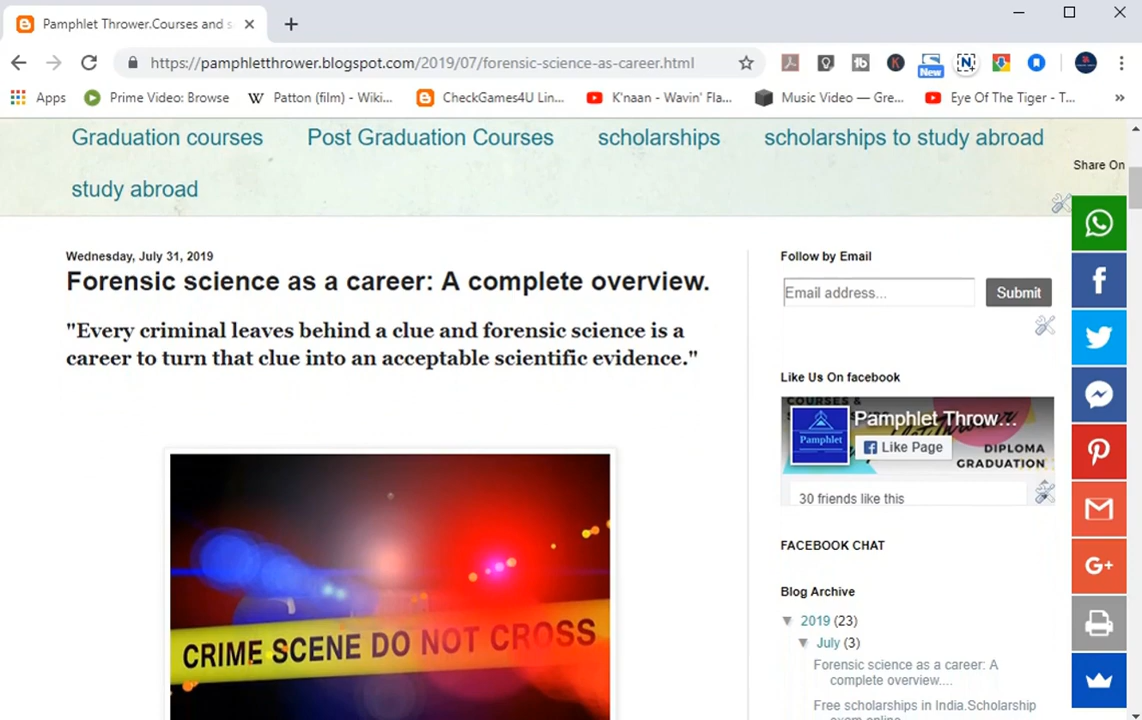 Pamphlet Thrower.Courses and s
https://pamphletthrower.blogspot.com/2019/07/forensic-science-as-career.html
New
Apps
Prime Video: Browse
Patton (film) - Wiki...
CheckGames4U Lin...
K'naan - Wavin' Fla...
Music Video — Gre...
Eye Of The Tiger - T...
»
Graduation courses
Post Graduation Courses
scholarships
scholarships to study abroad
study abroad
Share On
Wednesday, July 31, 2019
Forensic science as a career: A complete overview.
"Every criminal leaves behind a clue and forensic science is a
career to turn that clue into an acceptable scientific evidence."
CRIME SCENE DO NOT CROSS
Follow by Email
Email address...
Submit
Like Us On facebook
Pamphlet Throw...
Pamphlet
Like Page
DIPLOMA
GRADUATION
30 friends like this
FACEBOOK CHAT
Blog Archive
▼ 2019 (23)
▼ July (3)
Forensic science as a career: A
complete overview....
Free scholarships in India.Scholarship
exam online